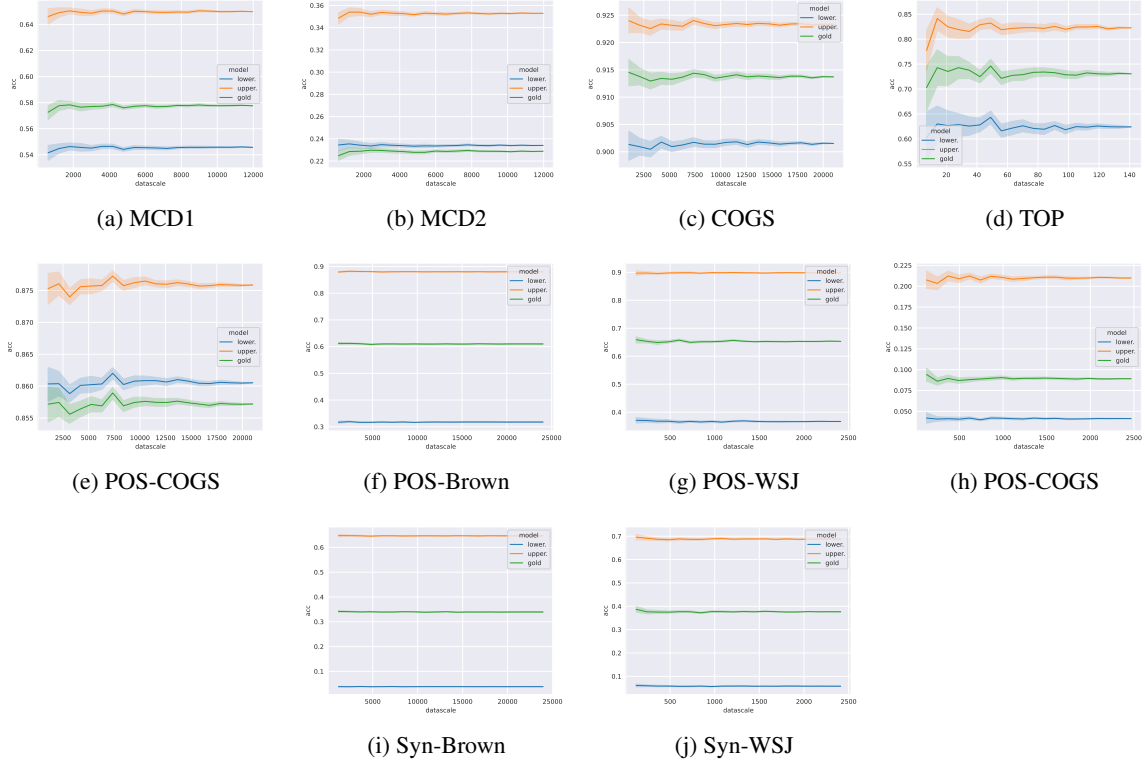 0.64
0.62
0.60
0.58
0.56
0.54
acc
model
lower.
upper.
gold
2000 4000 6000 8000 10000 12000
datascale
(a) MCD1
0.36
0.34
0.32
0.30
0.28
0.26
0.24
0.22
acc
model
lower.
upper.
gold
2000 4000 6000 8000 10000 12000
datascale
(b) MCD2
0.925
0.920
0.915
0.910
0.905
0.900
acc
model
lower.
upper.
gold
2500 5000 7500 10000 12500 15000 17500 20000
datascale
(c) COGS
0.85
0.80
0.75
0.70
0.65
0.60
0.55
acc
model
lower.
upper.
gold
20 40 60 80 100 120 140
datascale
(d) TOP
0.875
0.870
0.865
0.860
0.855
acc
model
lower.
upper.
gold
2500 5000 7500 10000 12500 15000 17500 20000
datascale
(e) POS-COGS
0.9
0.8
0.7
0.6
0.5
0.4
0.3
acc
model
lower.
upper.
gold
5000 10000 15000 20000 25000
datascale
(f) POS-Brown
0.9
0.8
0.7
0.6
0.5
0.4
acc
model
lower.
upper.
gold
500 1000 1500 2000 2500
datascale
(g) POS-WSJ
0.225
0.200
0.175
0.150
0.125
0.100
0.075
0.050
acc
model
lower.
upper.
gold
500 1000 1500 2000 2500
datascale
(h) POS-COGS
0.6
0.5
0.4
0.3
0.2
0.1
acc
model
lower.
upper.
gold
5000 10000 15000 20000 25000
datascale
(i) Syn-Brown
0.7
0.6
0.5
0.4
0.3
0.2
0.1
acc
model
lower.
upper.
gold
500 1000 1500 2000 2500
datascale
(j) Syn-WSJ